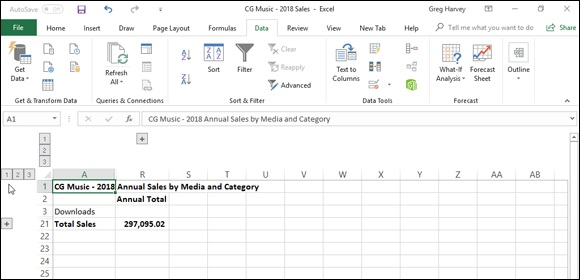 AutoSave Off CG Music - 2018 Sales - Excel Greg Harvey
File Home Insert Draw Page Layout Formulas Data Review View New Tab Help Tell me what you want to do Share
Get Data Refresh All Sort Filter Clear Reapply Advanced Text to Columns What-If Analysis Forecast Sheet Outline
Get & Transform Data Queries & Connections Sort & Filter Data Tools Forecast
A1 fx CG Music - 2018 Annual Sales by Media and Category
1
2
3
1 2 3 A R S T U V W X Y Z AA AB
1 CG Music - 2018 Annual Sales by Media and Category
2 Annual Total
3 Downloads
21 Total Sales 297,095.02
22
23
24
25